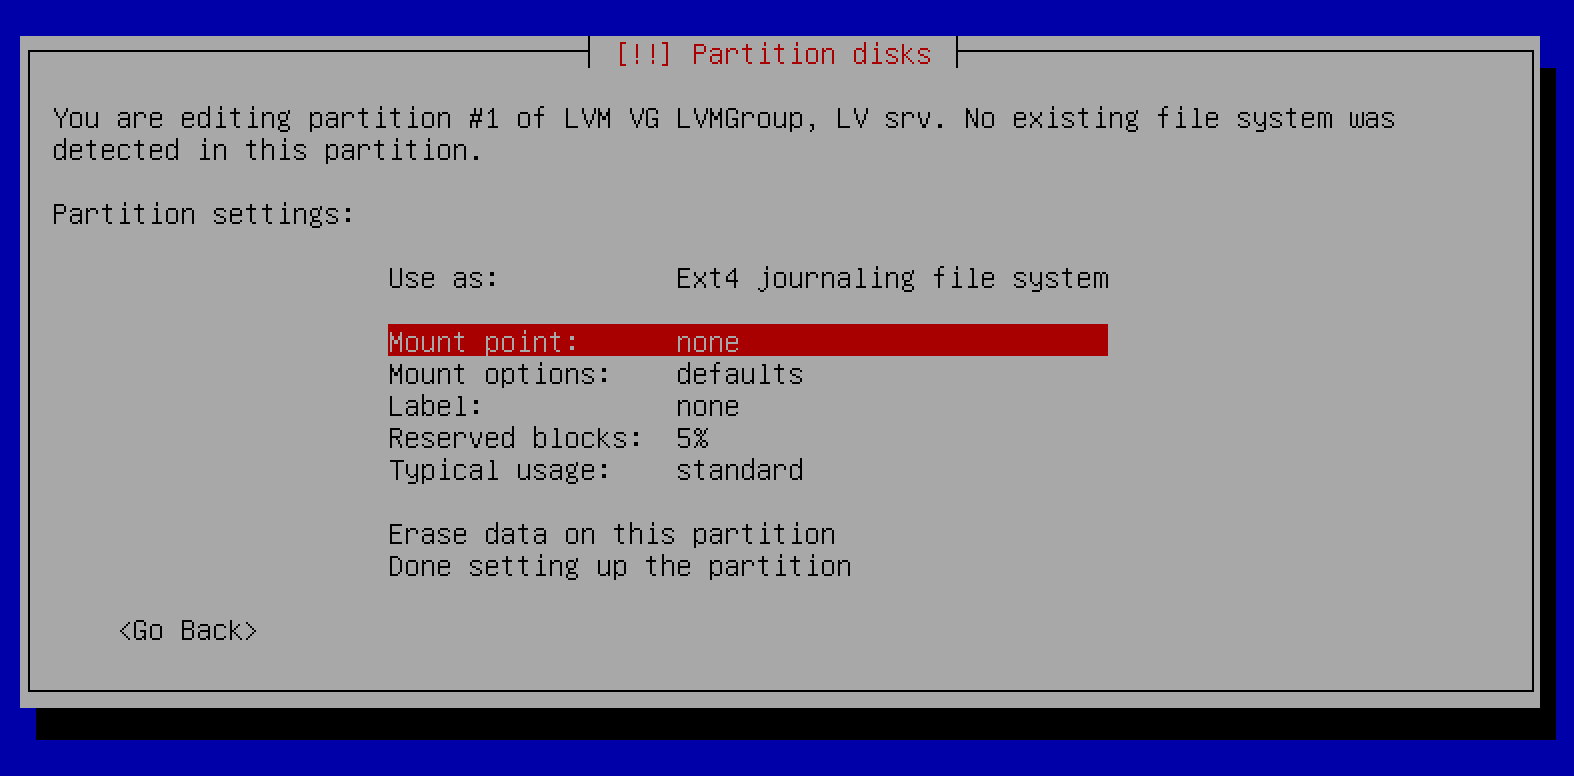 [!!] Partition disks
You are editing partition #1 of LVM VG LVMGroup, LV srv. No existing file system was
detected in this partition.
Partition settings:
Use as: Ext4 journaling file system
Mount point: none
Mount options: defaults
Label: none
Reserved blocks: 5%
Typical usage: standard
Erase data on this partition
Done setting up the partition
<Go Back>